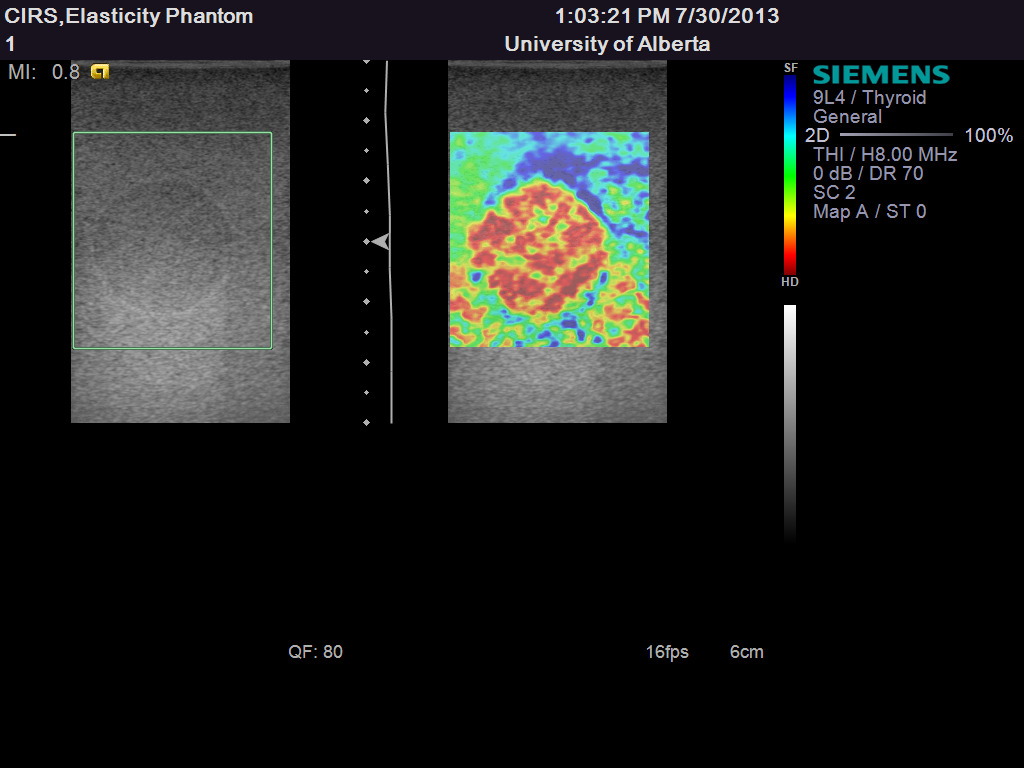 CIRS,Elasticity Phantom
1:03:21 PM 7/30/2013
1
University of Alberta
MI: 0.8
SF
SIEMENS
9L4 / Thyroid
General
2D 100%
THI / H8.00 MHz
0 dB / DR 70
SC 2
Map A / ST 0
HD
QF: 80
16fps
6cm